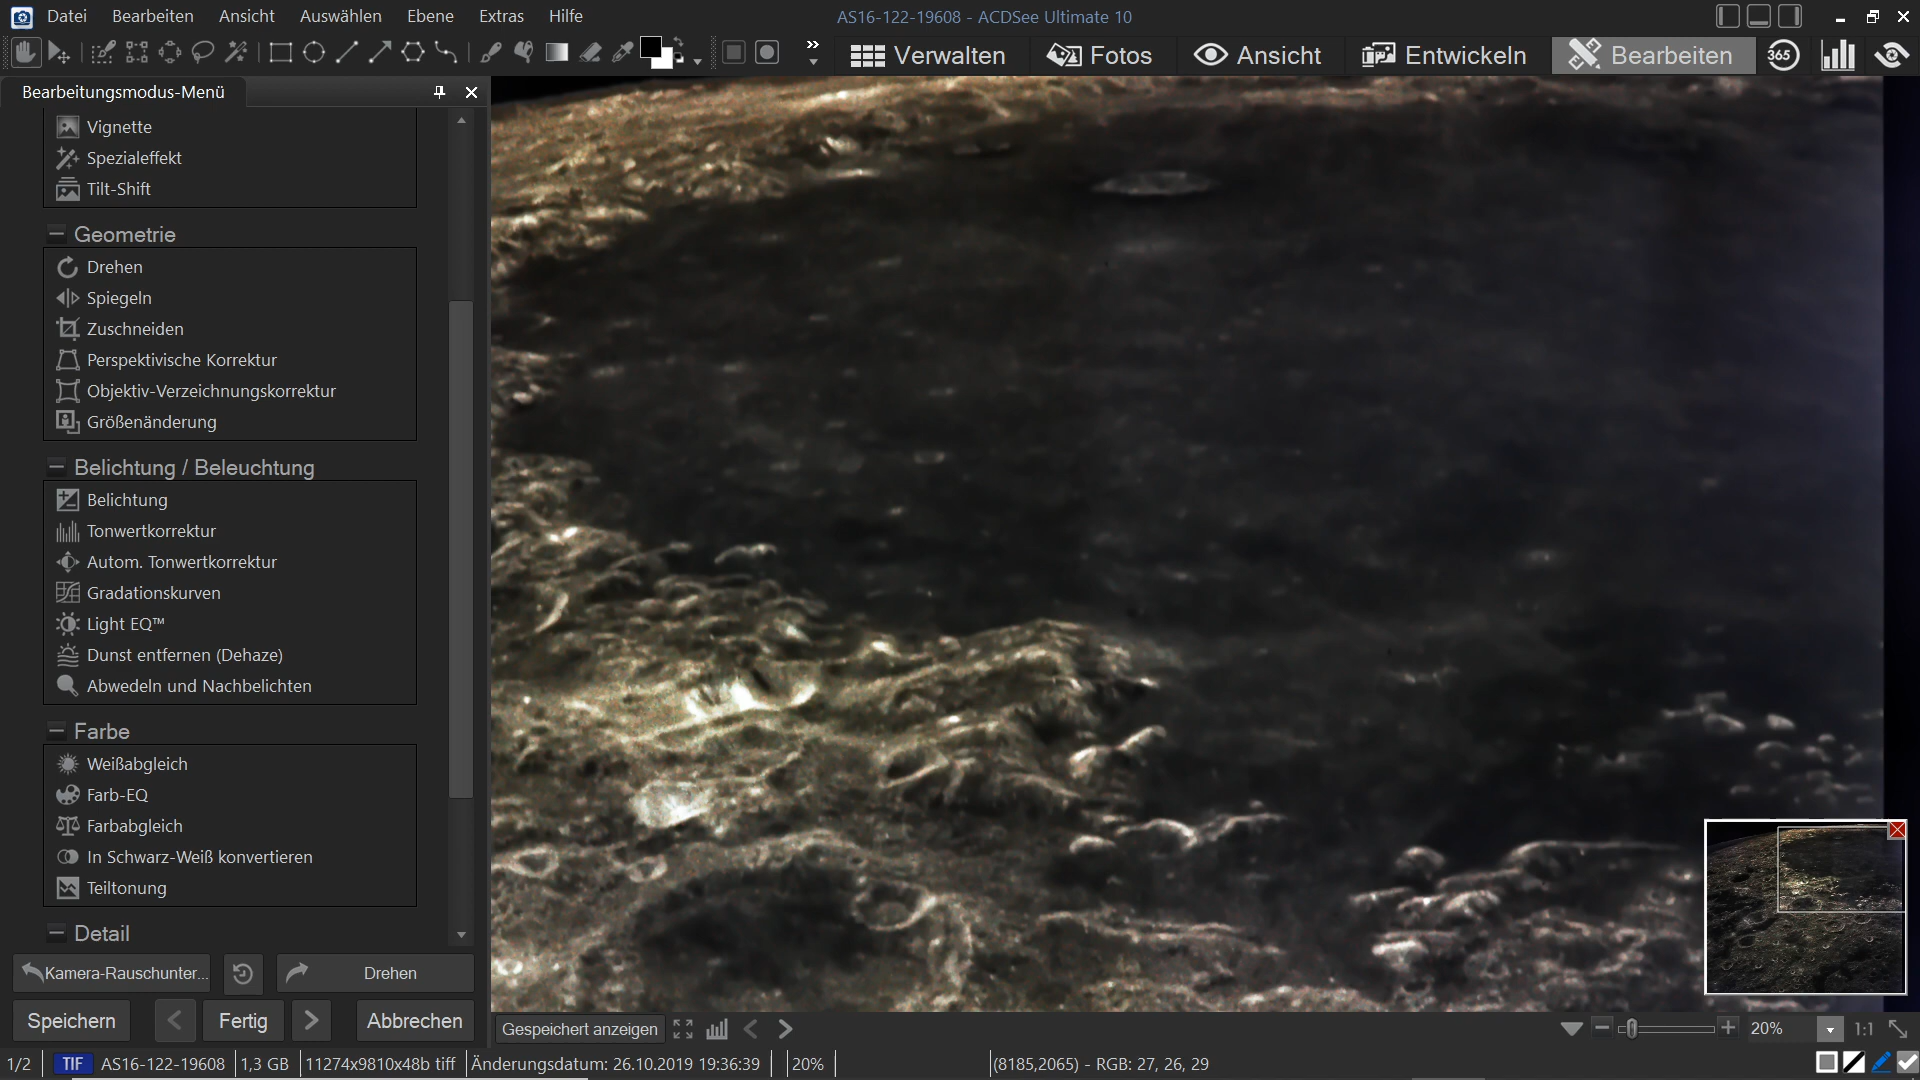 Datei Bearbeiten Ansicht Auswählen Ebene Extras Hilfe
AS16-122-19608 - ACDSee Ultimate 10
Verwalten Fotos Ansicht Entwickeln Bearbeiten 365
Bearbeitungsmodus-Menü
Vignette
Spezialeffekt
Tilt-Shift
Geometrie
Drehen
Spiegeln
Zuschneiden
Perspektivische Korrektur
Objektiv-Verzeichnungskorrektur
Größenänderung
Belichtung / Beleuchtung
Belichtung
Tonwertkorrektur
Autom. Tonwertkorrektur
Gradationskurven
Light EQ™
Dunst entfernen (Dehaze)
Abwedeln und Nachbelichten
Farbe
Weißabgleich
Farb-EQ
Farbabgleich
In Schwarz-Weiß konvertieren
Teiltonung
Detail
Kamera-Rauschunter... Drehen
Speichern Fertig Abbrechen
Gespeichert anzeigen 20% 1:1
1/2 TIF AS16-122-19608 1,3 GB 11274x9810x48b tiff Änderungsdatum: 26.10.2019 19:36:39 20% (8185,2065) - RGB: 27, 26, 29